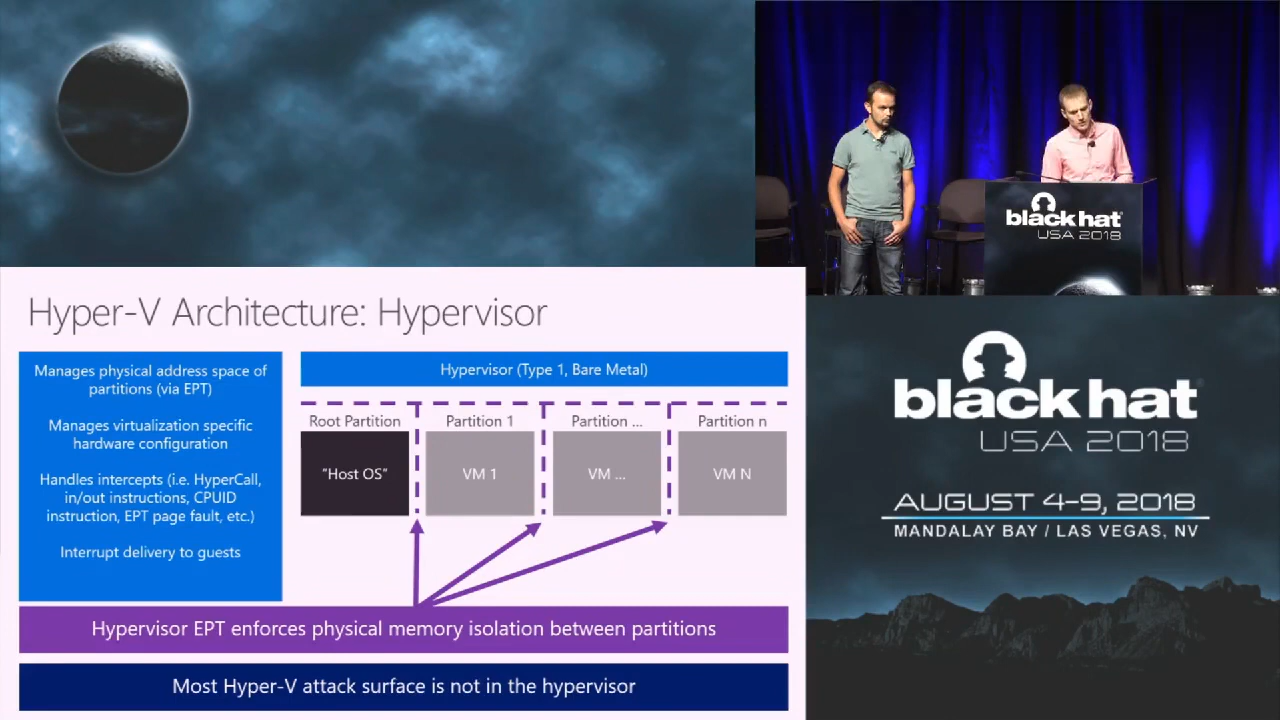 black hat
USA 2018
Hyper-V Architecture: Hypervisor
Manages physical address space of
partitions (via EPT)
Manages virtualization specific
hardware configuration
Handles intercepts (i.e. HyperCall,
in/out instructions, CPUID
instruction, EPT page fault, etc.)
Interrupt delivery to guests
Hypervisor (Type 1, Bare Metal)
Root Partition
Partition 1
Partition ...
Partition n
"Host OS"
VM 1
VM ...
VM N
Hypervisor EPT enforces physical memory isolation between partitions
Most Hyper-V attack surface is not in the hypervisor
black hat
USA 2018
AUGUST 4-9, 2018
MANDALAY BAY / LAS VEGAS, NV